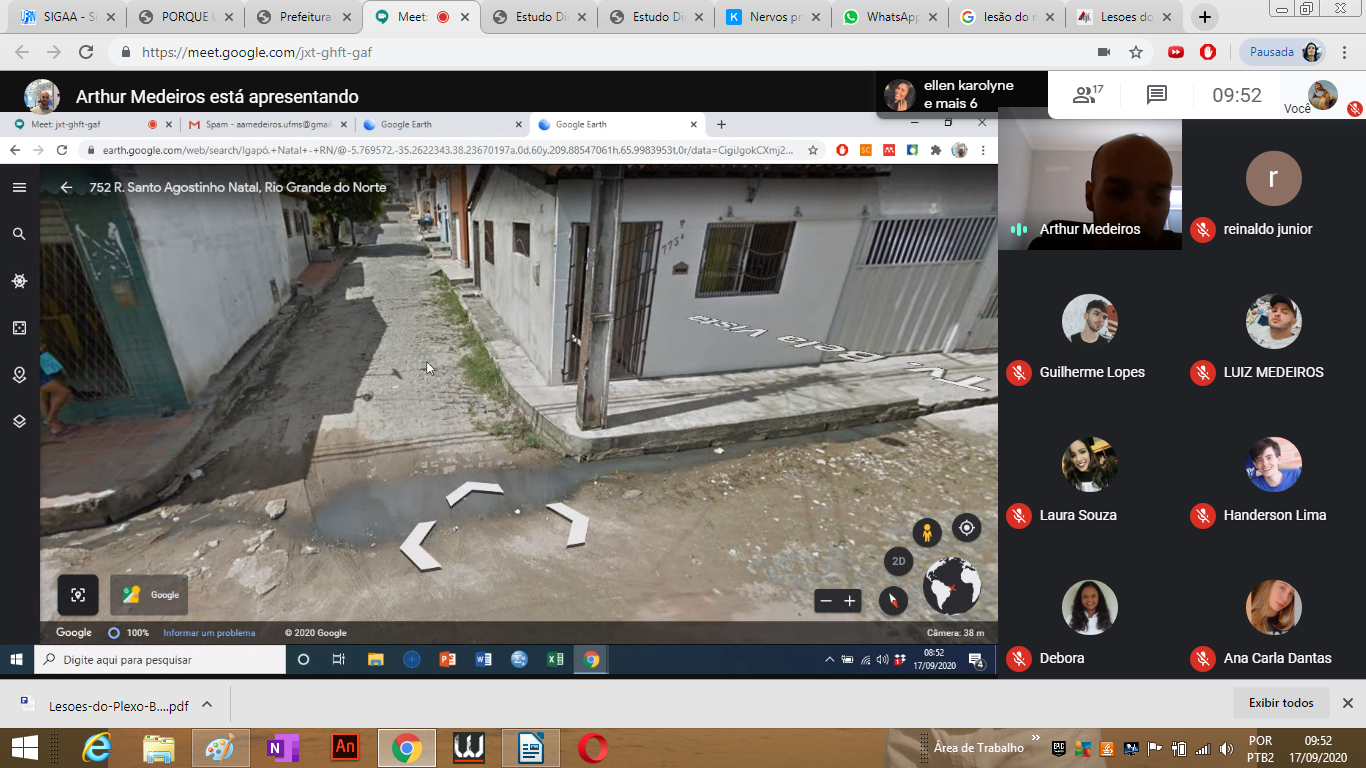 SIGAA - Si
PORQUE U
Prefeitura
Meet:
Estudo Di
Estudo Di
Nervos pr
WhatsApp
lesão do n
Lesoes do
https://meet.google.com/jxt-ghft-gaf
Pausada
Arthur Medeiros está apresentando
ellen karolyne
e mais 6
17
09:52
Você
Meet: jxt-ghft-gaf
Spam - aamedeiros.ufms@gmail
Google Earth
Google Earth
earth.google.com/web/search/Igapó,+Natal+-+RN/@-5.769572,-35.2622343,38.23670197a,0d,60y,209.88547061h,65.9983953t,0r/data=CigiJgokCXmj2...
752 R. Santo Agostinho Natal, Rio Grande do Norte
773
Tv. Bela Vista
2D
Google
Google
100%
Informar um problema
© 2020 Google
Câmera: 38 m
Digite aqui para pesquisar
08:52
17/09/2020
4
Arthur Medeiros
r
reinaldo junior
Guilherme Lopes
LUIZ MEDEIROS
Laura Souza
Handerson Lima
Debora
Ana Carla Dantas
Lesoes-do-Plexo-B....pdf
Exibir todos
An
Área de Trabalho
POR
PTB2
09:52
17/09/2020